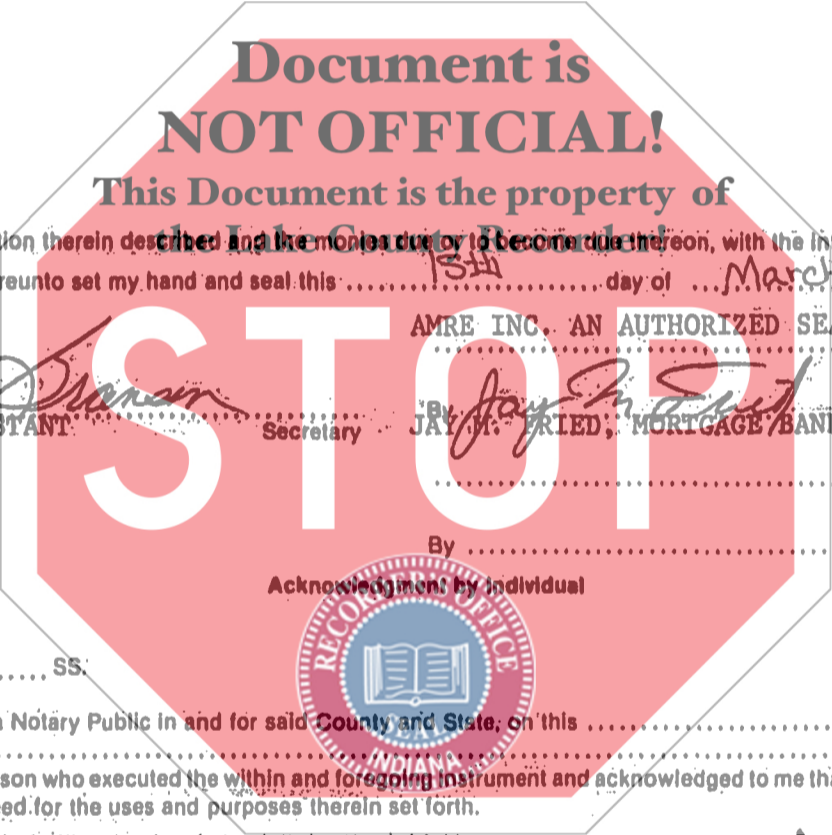 Document is
NOT OFFICIAL!
This Document is the property of
the Lake County Recorder!
tion therein described and the monies due or to become due thereon, with the in
reunto set my hand and seal this 13th day of March
AMRE INC. AN AUTHORIZED SE
STOP
By Jay M Fried
STANT Secretary JAY M. FRIED, MORTGAGE BAN
By
Acknowledgment by Individual
RECORDER'S OFFICE
SS.
Notary Public in and for said County and State, on this
SEAL
INDIANA
son who executed the within and foregoing instrument and acknowledged to me tha
ed for the uses and purposes therein set forth.